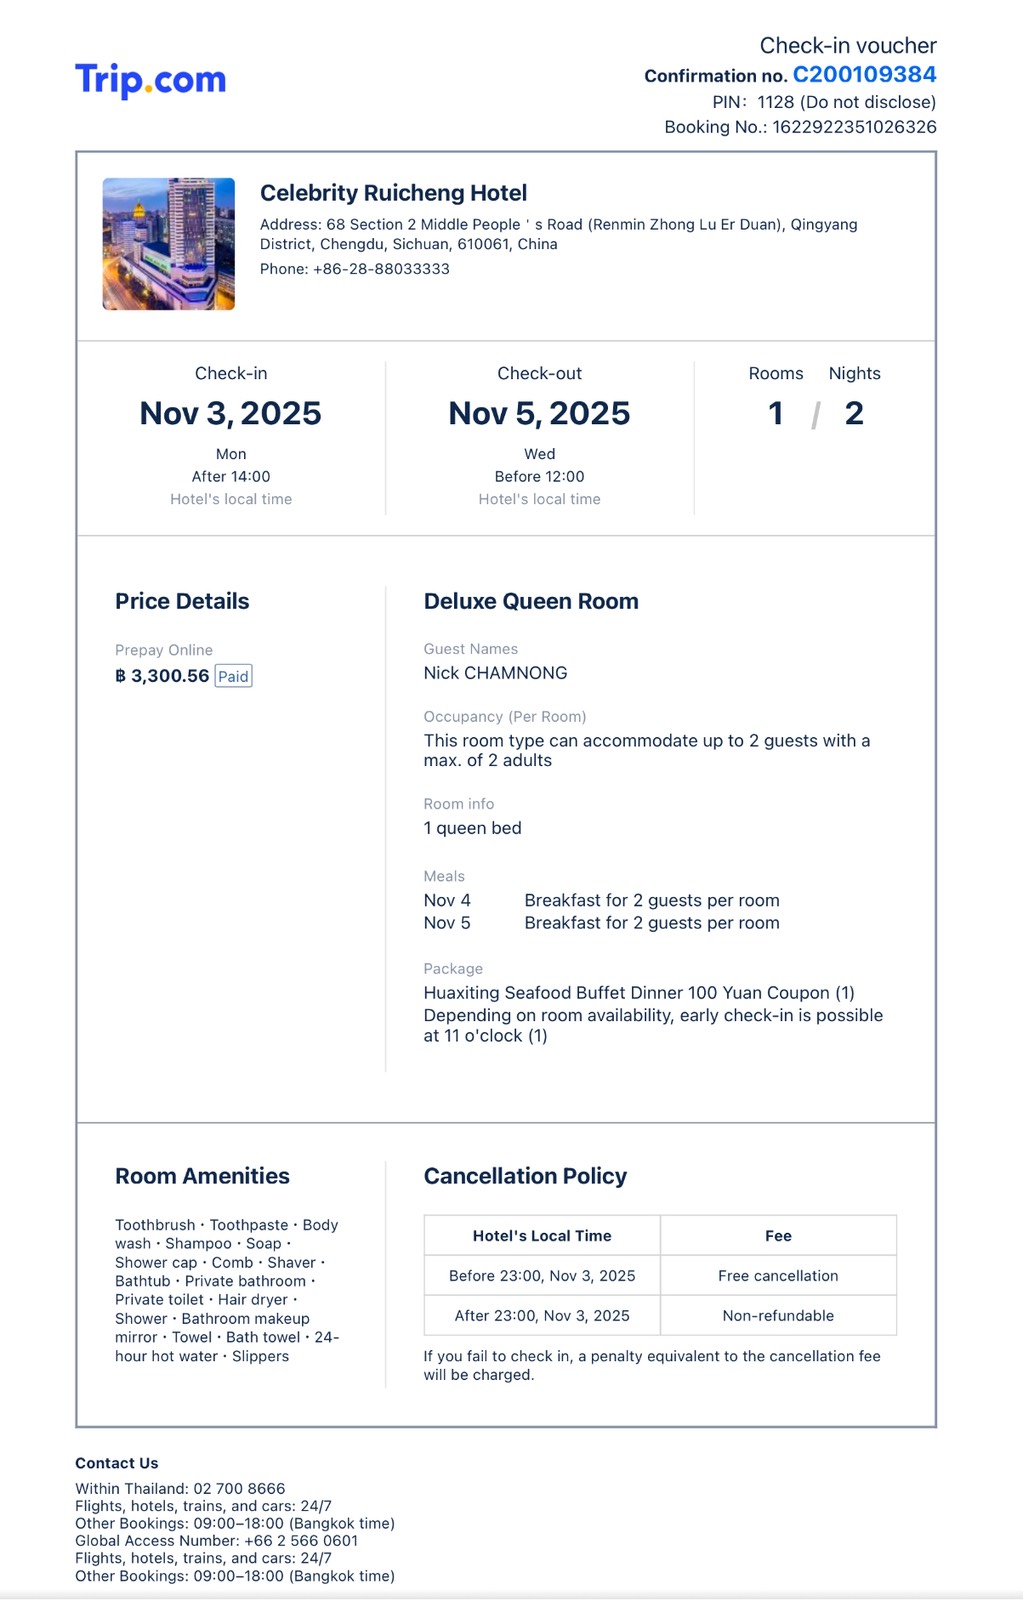 Trip.com
Check-in voucher
Confirmation no. C200109384
PIN: 1128 (Do not disclose)
Booking No.: 1622922351026326
Celebrity Ruicheng Hotel
Address: 68 Section 2 Middle People ' s Road (Renmin Zhong Lu Er Duan), Qingyang
District, Chengdu, Sichuan, 610061, China
Phone: +86-28-88033333
Check-in
Nov 3, 2025
Mon
After 14:00
Hotel's local time
Check-out
Nov 5, 2025
Wed
Before 12:00
Hotel's local time
Rooms Nights
1 / 2
Price Details
Prepay Online
฿ 3,300.56 Paid
Deluxe Queen Room
Guest Names
Nick CHAMNONG
Occupancy (Per Room)
This room type can accommodate up to 2 guests with a
max. of 2 adults
Room info
1 queen bed
Meals
Nov 4 Breakfast for 2 guests per room
Nov 5 Breakfast for 2 guests per room
Package
Huaxiting Seafood Buffet Dinner 100 Yuan Coupon (1)
Depending on room availability, early check-in is possible
at 11 o'clock (1)
Room Amenities
Toothbrush · Toothpaste · Body
wash · Shampoo · Soap ·
Shower cap · Comb · Shaver ·
Bathtub · Private bathroom ·
Private toilet · Hair dryer ·
Shower · Bathroom makeup
mirror · Towel · Bath towel · 24-
hour hot water · Slippers
Cancellation Policy
Hotel's Local Time Fee
Before 23:00, Nov 3, 2025 Free cancellation
After 23:00, Nov 3, 2025 Non-refundable
If you fail to check in, a penalty equivalent to the cancellation fee
will be charged.
Contact Us
Within Thailand: 02 700 8666
Flights, hotels, trains, and cars: 24/7
Other Bookings: 09:00–18:00 (Bangkok time)
Global Access Number: +66 2 566 0601
Flights, hotels, trains, and cars: 24/7
Other Bookings: 09:00–18:00 (Bangkok time)